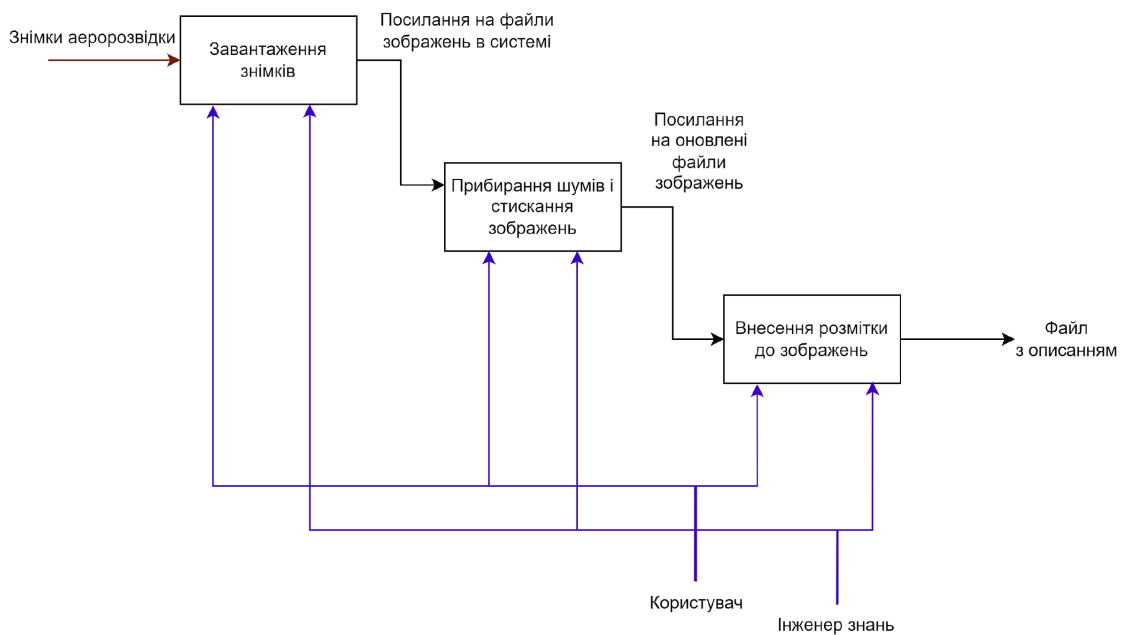 Знімки аеророзвідки
Завантаження
знімків
Посилання на файли
зображень в системі
Прибирання шумів і
стискання
зображень
Посилання
на оновлені
файли
зображень
Внесення розмітки
до зображень
Файл
з описанням
Користувач
Інженер знань